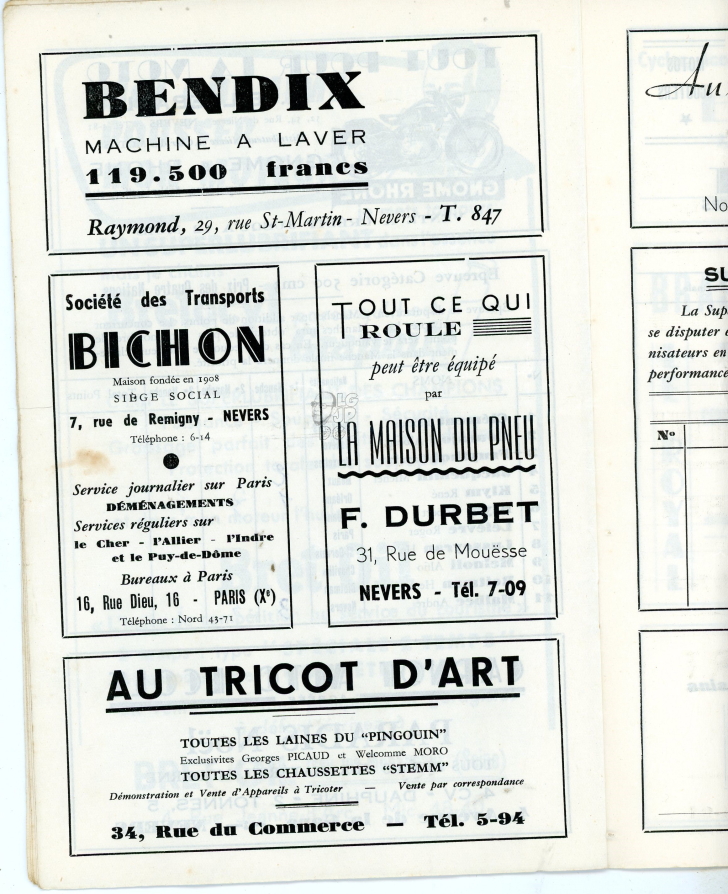 BENDIX
MACHINE A LAVER
119.500 francs
Raymond, 29, rue St-Martin - Nevers - T. 847
Société des Transports
BICHON
Maison fondée en 1908
SIÈGE SOCIAL
7, rue de Remigny - NEVERS
Téléphone : 6-14
Service journalier sur Paris
DÉMÉNAGEMENTS
Services réguliers sur
le Cher - l'Allier - l'Indre
et le Puy-de-Dôme
Bureaux à Paris
16, Rue Dieu, 16 - PARIS (Xe)
Téléphone : Nord 43-71
TOUT CE QUI
ROULE
peut être équipé
par
LA MAISON DU PNEU
F. DURBET
31, Rue de Mouësse
NEVERS - Tél. 7-09
AU TRICOT D'ART
TOUTES LES LAINES DU "PINGOUIN"
Exclusivites Georges PICAUD et Welcomme MORO
TOUTES LES CHAUSSETTES "STEMM"
Démonstration et Vente d'Appareils à Tricoter — Vente par correspondance
34, Rue du Commerce — Tél. 5-94
Au
No
SU
La Sup
se disputer
nisateurs en
performance
No